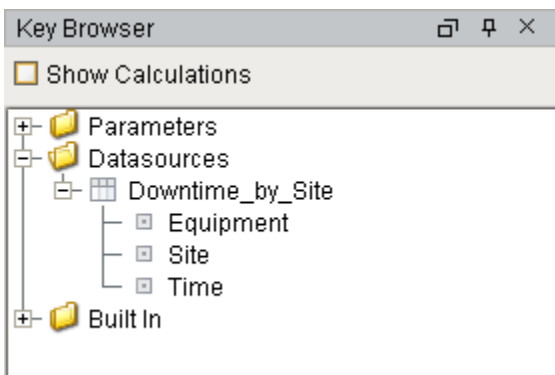 Key Browser
Show Calculations
Parameters
Datasources
Downtime_by_Site
Equipment
Site
Time
Built In